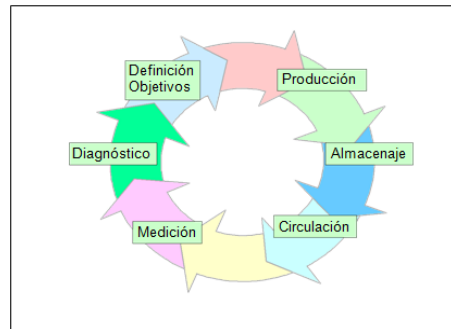 Definición
Objetivos
Producción
Almacenaje
Circulación
Medición
Diagnóstico